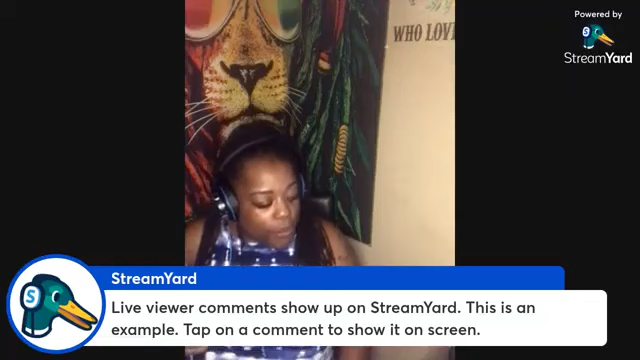 Powered by
StreamYard
WHO LOV
StreamYard
Live viewer comments show up on StreamYard. This is an
example. Tap on a comment to show it on screen.